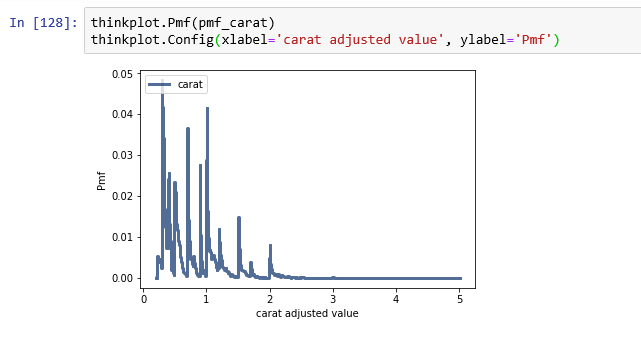 In [128]: thinkplot.Pmf(pmf_carat)
thinkplot.Config(xlabel='carat adjusted value', ylabel='Pmf')
carat
0.05
0.04
0.03
0.02
0.01
0.00
Pmf
0
1
2
3
4
5
carat adjusted value